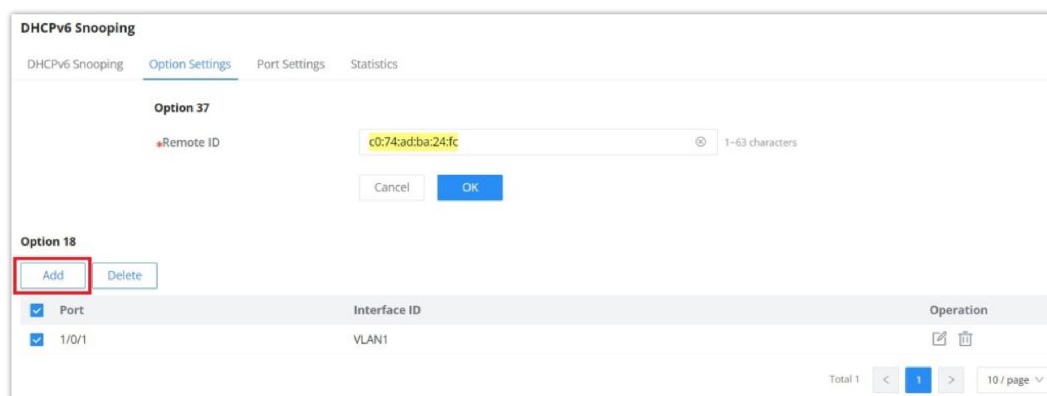 DHCPv6 Snooping
DHCPv6 Snooping Option Settings Port Settings Statistics
Option 37
*Remote ID c0:74:ad:ba:24:fc 1~63 characters
Cancel OK
Option 18
Add Delete
Port Interface ID Operation
1/0/1 VLAN1
Total 1 < 1 > 10 / page